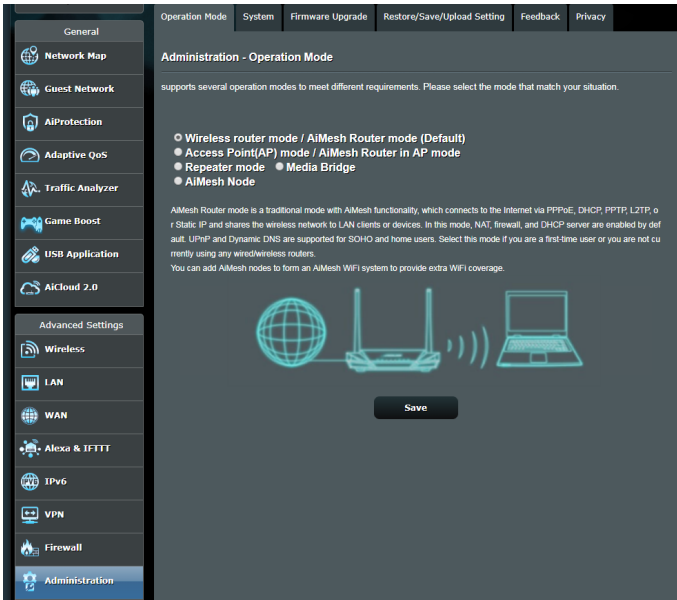 Operation Mode System Firmware Upgrade Restore/Save/Upload Setting Feedback Privacy
General
Network Map
Guest Network
AiProtection
Adaptive QoS
Traffic Analyzer
Game Boost
USB Application
AiCloud 2.0
Advanced Settings
Wireless
LAN
WAN
Alexa & IFTTT
IPv6
VPN
Firewall
Administration
Administration - Operation Mode
supports several operation modes to meet different requirements. Please select the mode that match your situation.
Wireless router mode / AiMesh Router mode (Default)
Access Point(AP) mode / AiMesh Router in AP mode
Repeater mode Media Bridge
AiMesh Node
AiMesh Router mode is a traditional mode with AiMesh functionality, which connects to the Internet via PPPoE, DHCP, PPTP, L2TP, o
r Static IP and shares the wireless network to LAN clients or devices. In this mode, NAT, firewall, and DHCP server are enabled by def
ault. UPnP and Dynamic DNS are supported for SOHO and home users. Select this mode if you are a first-time user or you are not cu
rrently using any wired/wireless routers.
You can add AiMesh nodes to form an AiMesh WiFi system to provide extra WiFi coverage.
Save